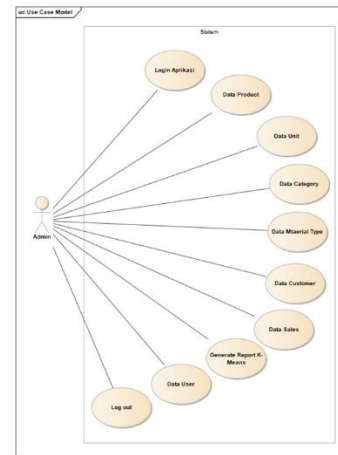 uc Use Case Model
Sistem
Login Aplikasi
Data Product
Data Unit
Data Category
Data Mtaerial Type
Admin
Data Customer
Data Sales
Generate Report K-
Means
Data User
Log out